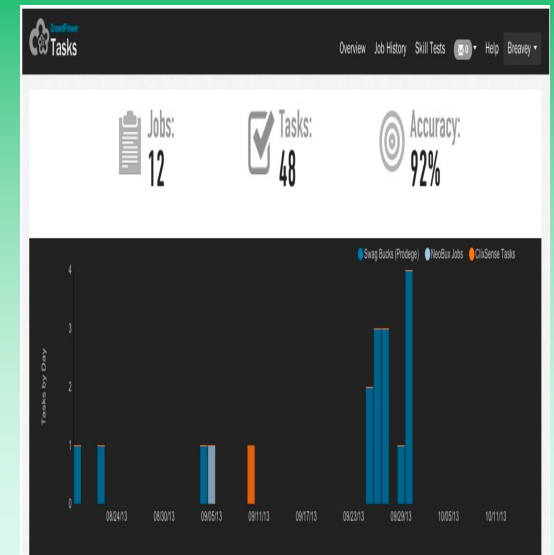 CrowdFlower
Tasks
Overview Job History Skill Tests 0 Help Breavey
Jobs:
12
Tasks:
48
Accuracy:
92%
Swag Bucks (Prodege) NeoBux Jobs ClixSense Tasks
Tasks by Day
4
3
2
1
0
08/24/13 08/30/13 09/05/13 09/11/13 09/17/13 09/23/13 09/29/13 10/05/13 10/11/13